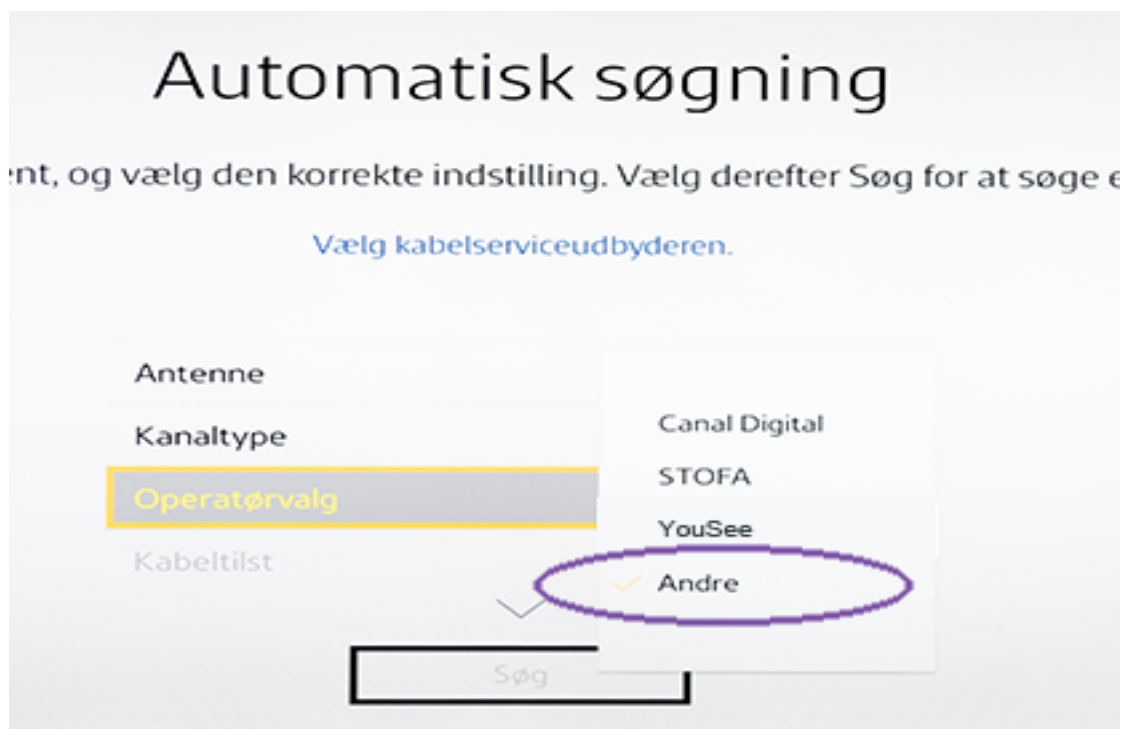 Automatisk søgning
ent, og vælg den korrekte indstilling. Vælg derefter Søg for at søge e
Vælg kabelserviceudbyderen.
Antenne
Kanaltype
Operatørvalg
Kabeltilst
Canal Digital
STOFA
YouSee
Andre
Søg